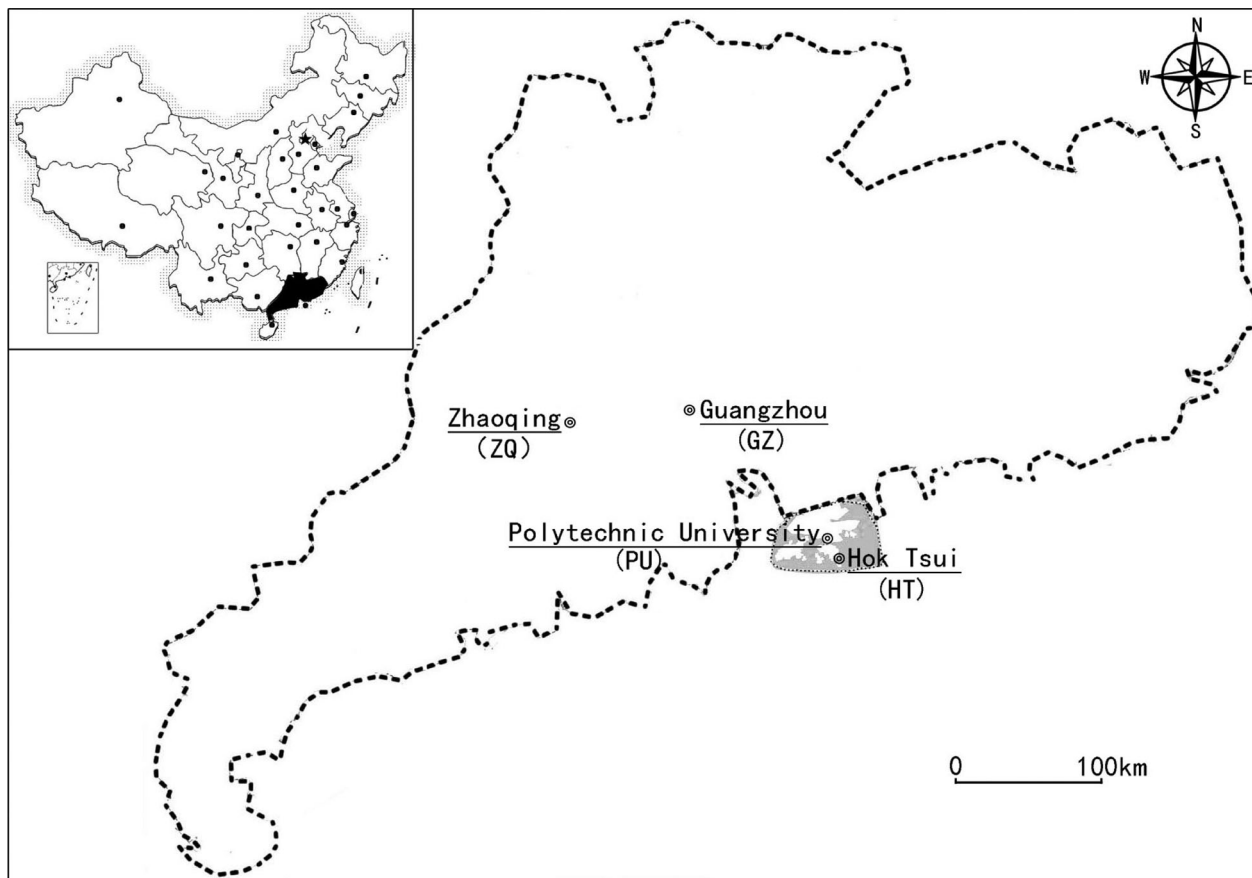 N
W E
S
Zhaoqing
(ZQ)
Guangzhou
(GZ)
Polytechnic University
(PU)
Hok Tsui
(HT)
0 100km